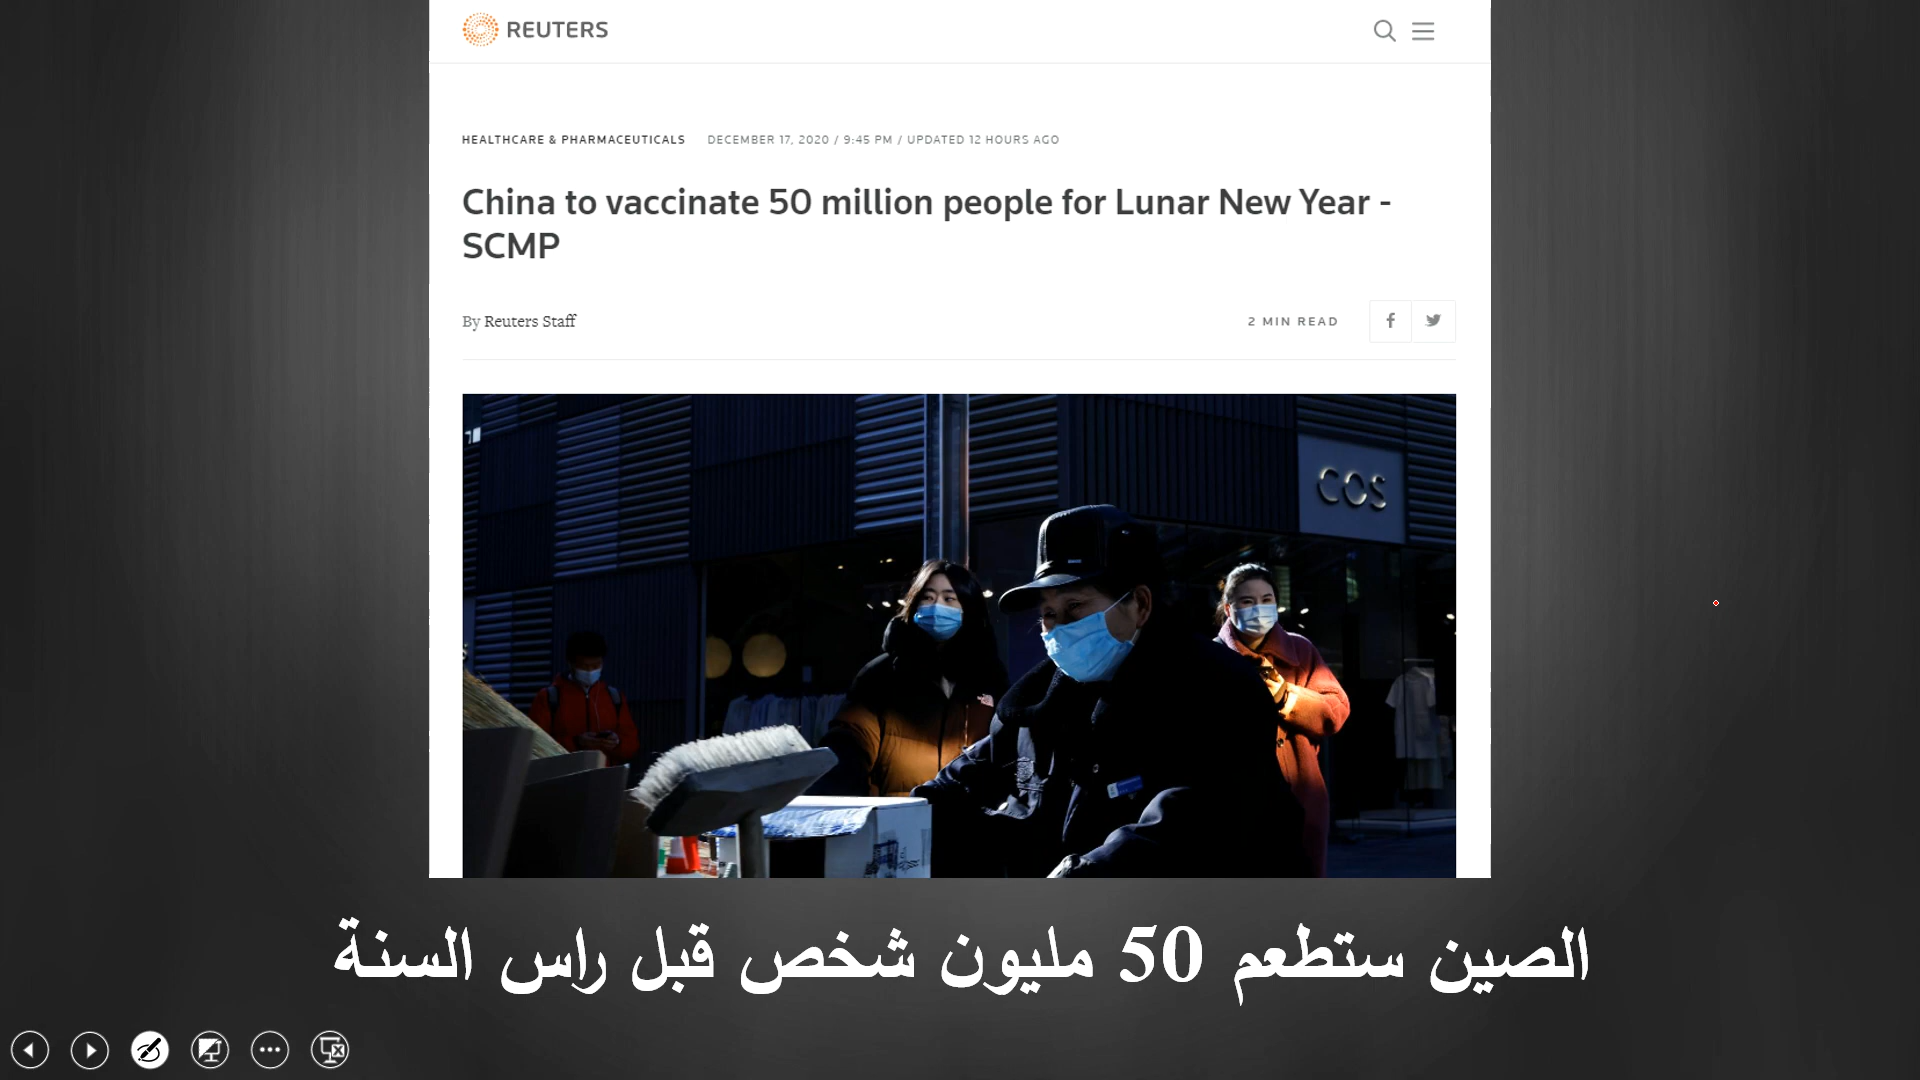 REUTERS
HEALTHCARE & PHARMACEUTICALS DECEMBER 17, 2020 / 9:45 PM / UPDATED 12 HOURS AGO
China to vaccinate 50 million people for Lunar New Year -
SCMP
By Reuters Staff
2 MIN READ
COS
الصين ستطعم 50 مليون شخص قبل راس السنة